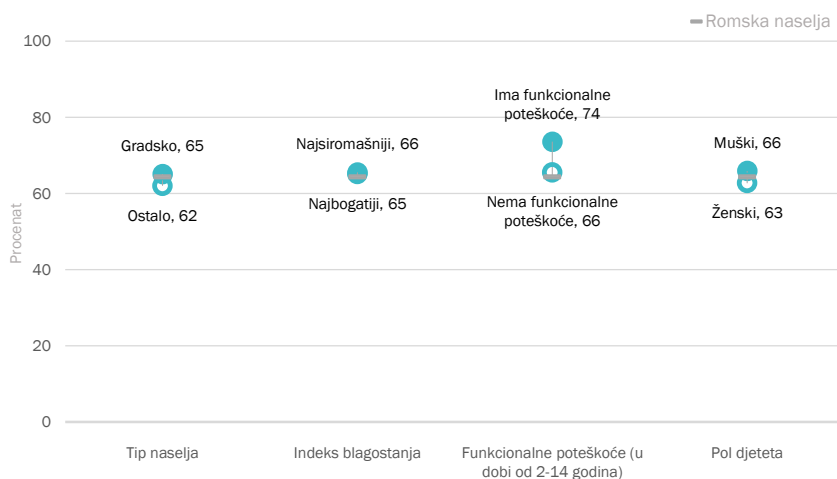 Romska naselja
100
80
60
40
20
0
Procenat
Gradsko, 65
Ostalo, 62
Najsiromašniji, 66
Najbogatiji, 65
Ima funkcionalne
poteškoće, 74
Nema funkcionalne
poteškoće, 66
Muški, 66
Ženski, 63
Tip naselja
Indeks blagostanja
Funkcionalne poteškoće (u
dobi od 2-14 godina)
Pol djeteta